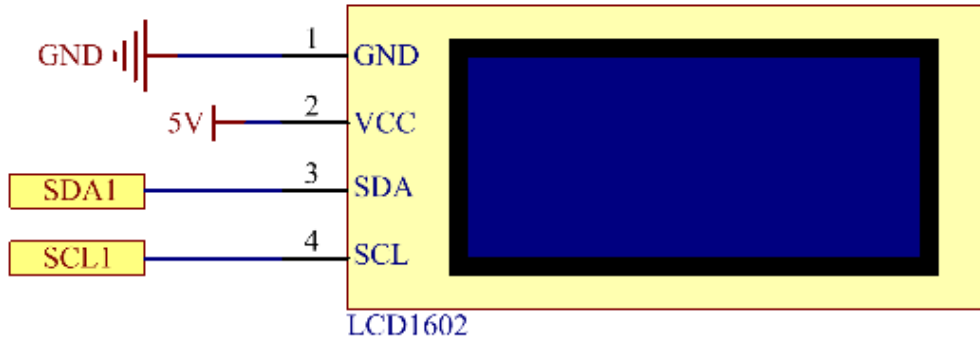 GND 1 GND
5V 2 VCC
SDA1 3 SDA
SCL1 4 SCL
LCD1602